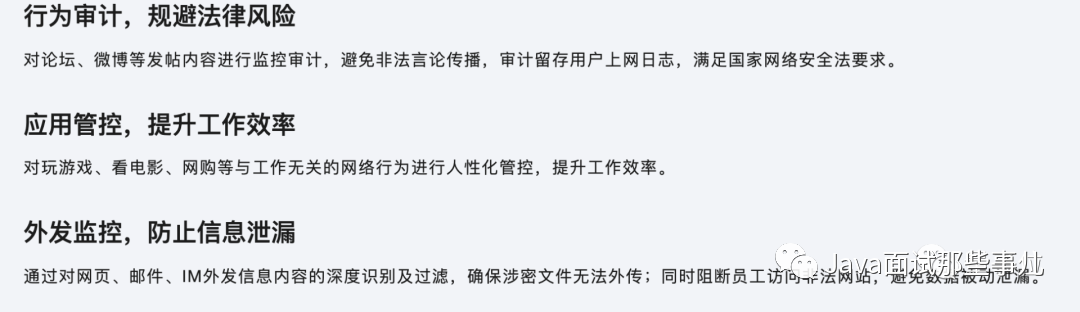 行为审计，规避法律风险
对论坛、微博等发帖内容进行监控审计，避免非法言论传播，审计留存用户上网日志，满足国家网络安全法要求。
应用管控，提升工作效率
对玩游戏、看电影、网购等与工作无关的网络行为进行人性化管控，提升工作效率。
外发监控，防止信息泄漏
通过对网页、邮件、IM外发信息内容的深度识别及过滤，确保涉密文件无法外传；同时阻断员工访问非法网站，避免数据被动泄漏。
Java面试那些事儿